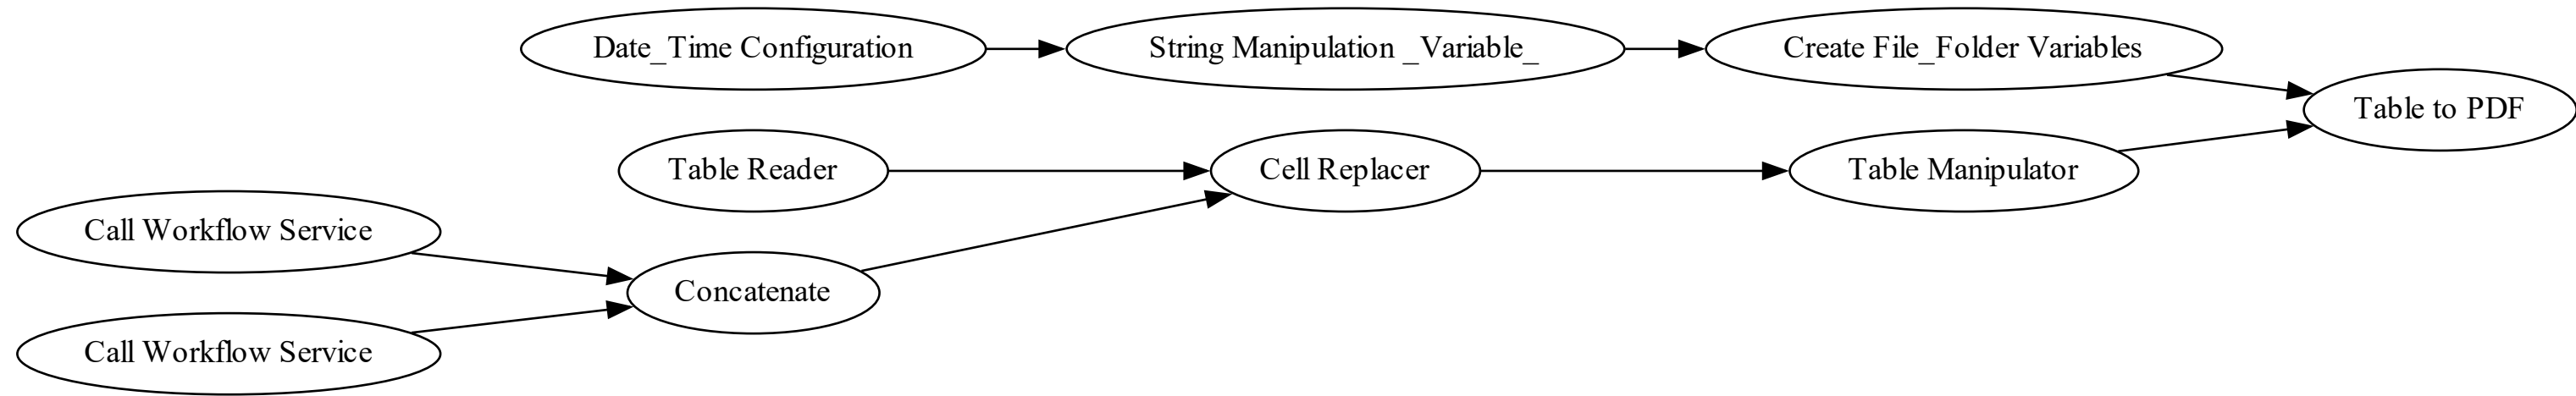 Date_Time Configuration
String Manipulation _Variable_
Create File_Folder Variables
Table to PDF
Table Reader
Cell Replacer
Table Manipulator
Call Workflow Service
Concatenate
Call Workflow Service